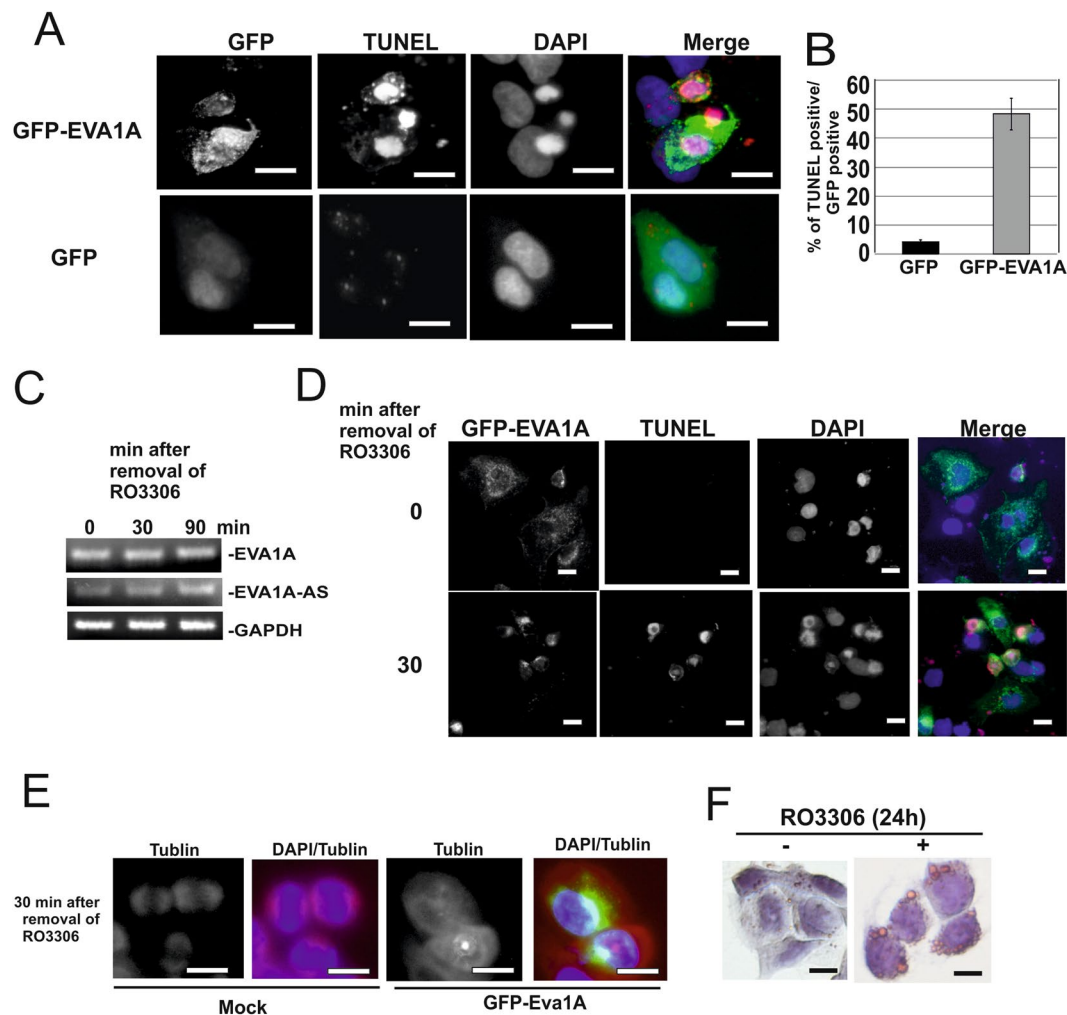 A
GFP
TUNEL
DAPI
Merge
GFP-EVA1A
GFP
B
% of TUNEL positive/
GFP positive
60
50
40
30
20
10
0
GFP
GFP-EVA1A
C
min after
removal of
RO3306
0 30 90 min
-EVA1A
-EVA1A-AS
-GAPDH
D
min after
removal of
RO3306
GFP-EVA1A
TUNEL
DAPI
Merge
0
30
E
Tublin
DAPI/Tublin
Tublin
DAPI/Tublin
30 min after
removal of
RO3306
Mock
GFP-Eva1A
F
RO3306 (24h)
- +